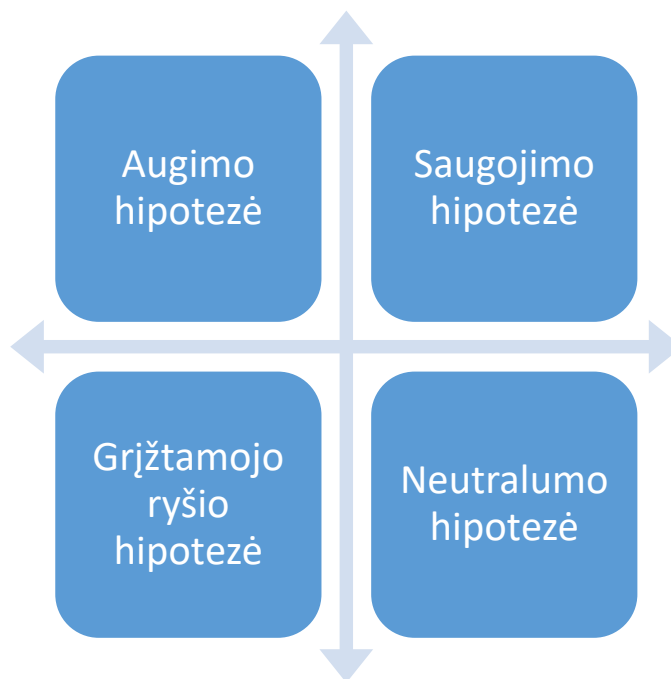 Augimo
hipotezė
Saugojimo
hipotezė
Grįžtamojo
ryšio
hipotezė
Neutralumo
hipotezė